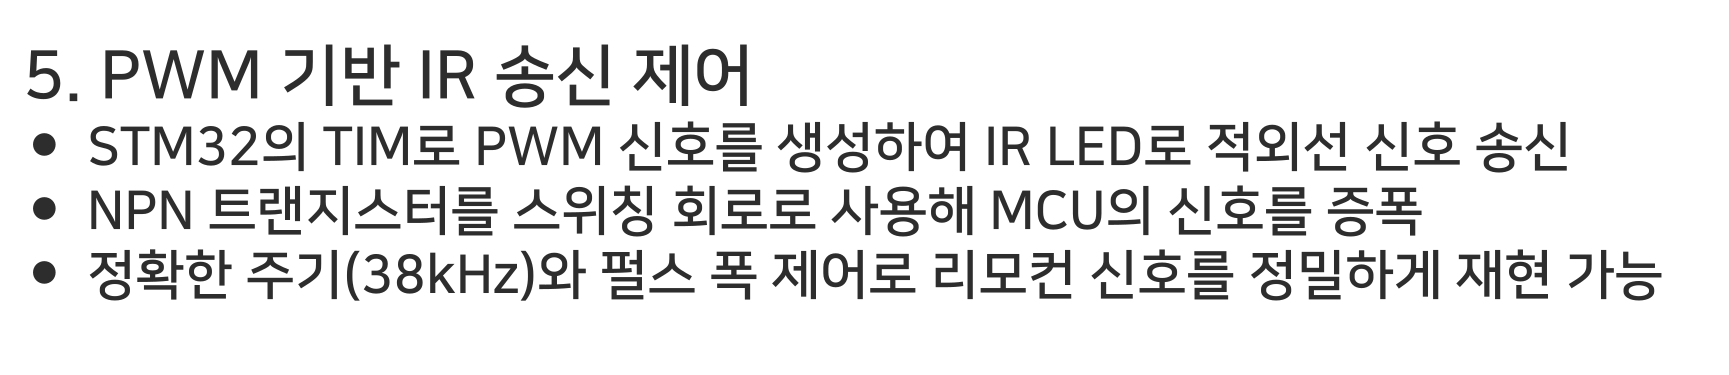 5. PWM 기반 IR 송신 제어
● STM32의 TIM로 PWM 신호를 생성하여 IR LED로 적외선 신호 송신
● NPN 트랜지스터를 스위칭 회로로 사용해 MCU의 신호를 증폭
● 정확한 주기(38kHz)와 펄스 폭 제어로 리모컨 신호를 정밀하게 재현 가능